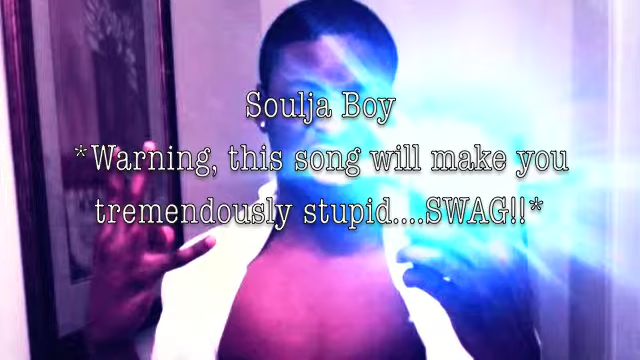 Soulja Boy
*Warning, this song will make you
tremendously stupid....SWAG!!*